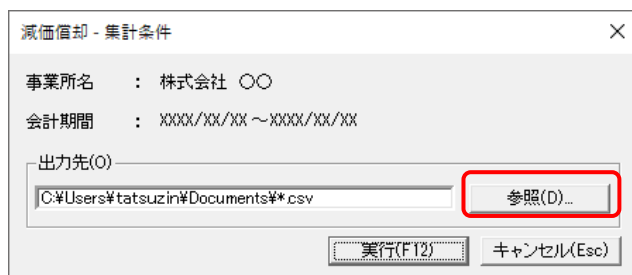 減価償却 - 集計条件
事業所名 : 株式会社 〇〇
会計期間 : XXXX/XX/XX ～XXXX/XX/XX
出力先(O)
C:¥Users¥tatsuzin¥Documents¥*.csv
参照(D)...
実行(F12) キャンセル(Esc)